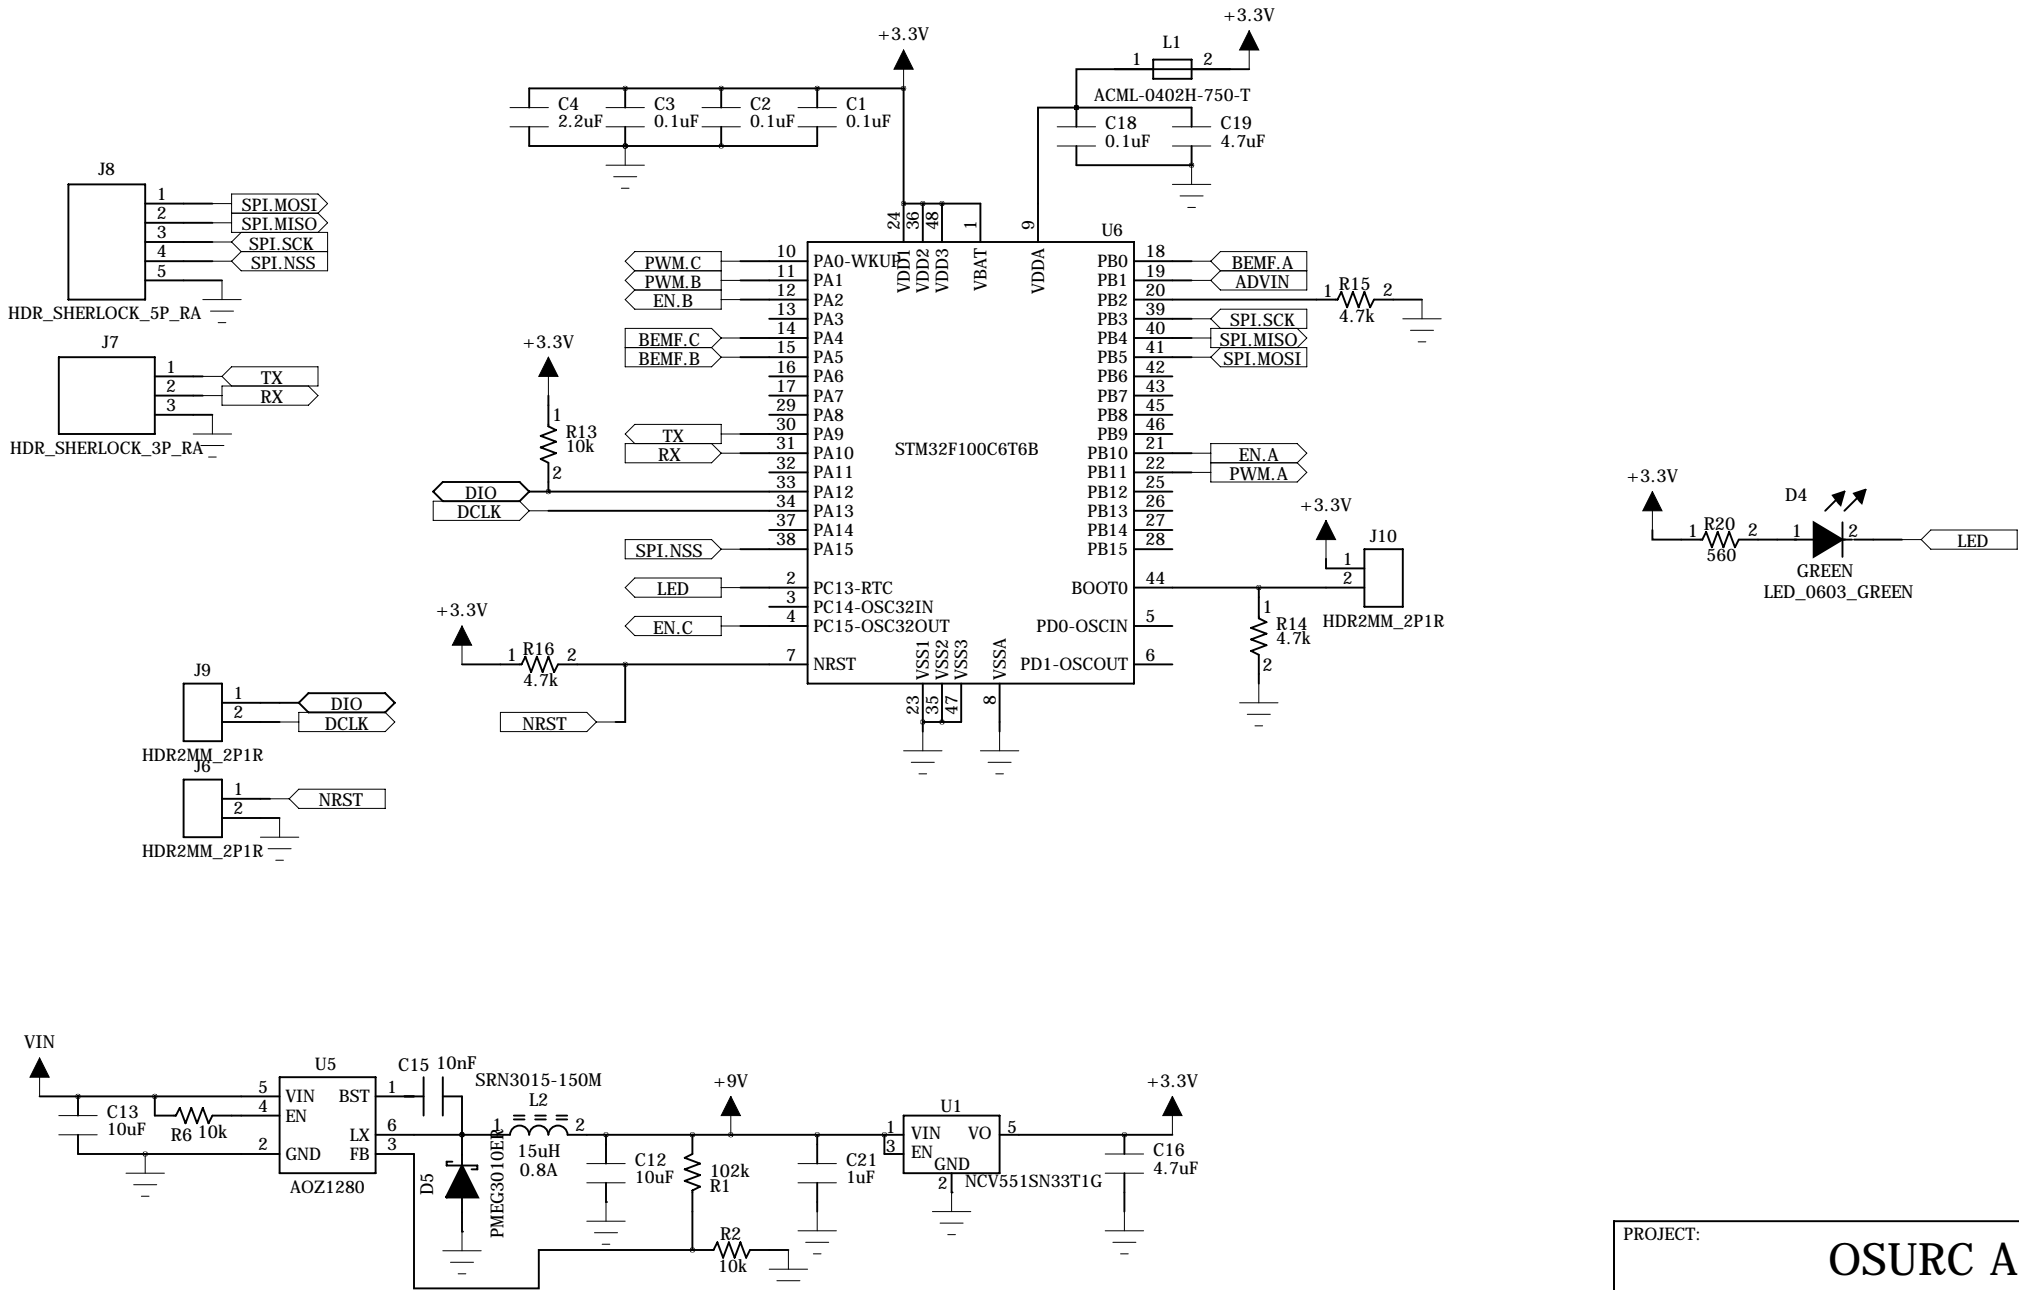 +3.3V
+3.3V
L1
1 2
ACML-0402H-750-T
C4
2.2uF
C3
0.1uF
C2
0.1uF
C1
0.1uF
C18
0.1uF
C19
4.7uF
J8
1 SPI.MOSI
2 SPI.MISO
3 SPI.SCK
4 SPI.NSS
5
HDR_SHERLOCK_5P_RA
J7
1 TX
2 RX
3
HDR_SHERLOCK_3P_RA
U6
24 36 48 1 9
VDD1 VDD2 VDD3 VBAT VDDA
PWM.C 10 PA0-WKUP
PWM.B 11 PA1
EN.B 12 PA2
13 PA3
BEMF.C 14 PA4
BEMF.B 15 PA5
16 PA6
17 PA7
29 PA8
TX 30 PA9
RX 31 PA10
32 PA11
DIO 33 PA12
DCLK 34 PA13
37 PA14
SPI.NSS 38 PA15
LED 2 PC13-RTC
3 PC14-OSC32IN
EN.C 4 PC15-OSC32OUT
7 NRST
STM32F100C6T6B
PB0 18 BEMF.A
PB1 19 ADVIN
PB2 20
PB3 39 SPI.SCK
PB4 40 SPI.MISO
PB5 41 SPI.MOSI
PB6 42
PB7 43
PB8 45
PB9 46
PB10 21 EN.A
PB11 22 PWM.A
PB12 25
PB13 26
PB14 27
PB15 28
BOOT0 44
PD0-OSCIN 5
PD1-OSCOUT 6
VSS1 VSS2 VSS3 VSSA
23 35 47 8
1 R15 2
4.7k
+3.3V
1
R13
10k
2
+3.3V
1 R16 2
4.7k
NRST
+3.3V
J10
1
2
HDR2MM_2P1R
1
R14
4.7k
2
+3.3V
1 R20 2
560
D4
1 2
GREEN
LED_0603_GREEN
LED
J9
1 DIO
2 DCLK
HDR2MM_2P1R
J6
1 NRST
2
HDR2MM_2P1R
VIN
C13
10uF
R6 10k
U5
5 VIN BST 1
4 EN
LX 6
2 GND FB 3
AOZ1280
C15 10nF
SRN3015-150M
L2
1 2
15uH
0.8A
D5
PMEG3010ER
C12
10uF
102k
R1
R2
10k
+9V
C21
1uF
U1
1 VIN VO 5
3 EN
GND
2
NCV551SN33T1G
+3.3V
C16
4.7uF
PROJECT:
OSURC A